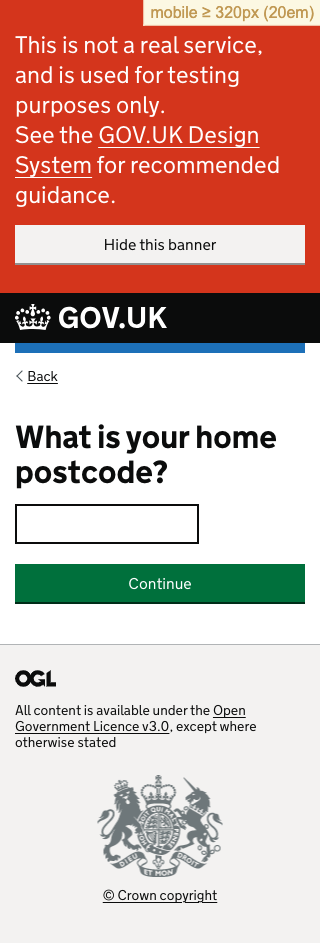 mobile ≥ 320px (20em)
This is not a real service,
and is used for testing
purposes only.
See the GOV.UK Design
System for recommended
guidance.
Hide this banner
GOV.UK
Back
What is your home
postcode?
Continue
OGL
All content is available under the Open
Government Licence v3.0, except where
otherwise stated
DIEU ET MON DROIT
© Crown copyright